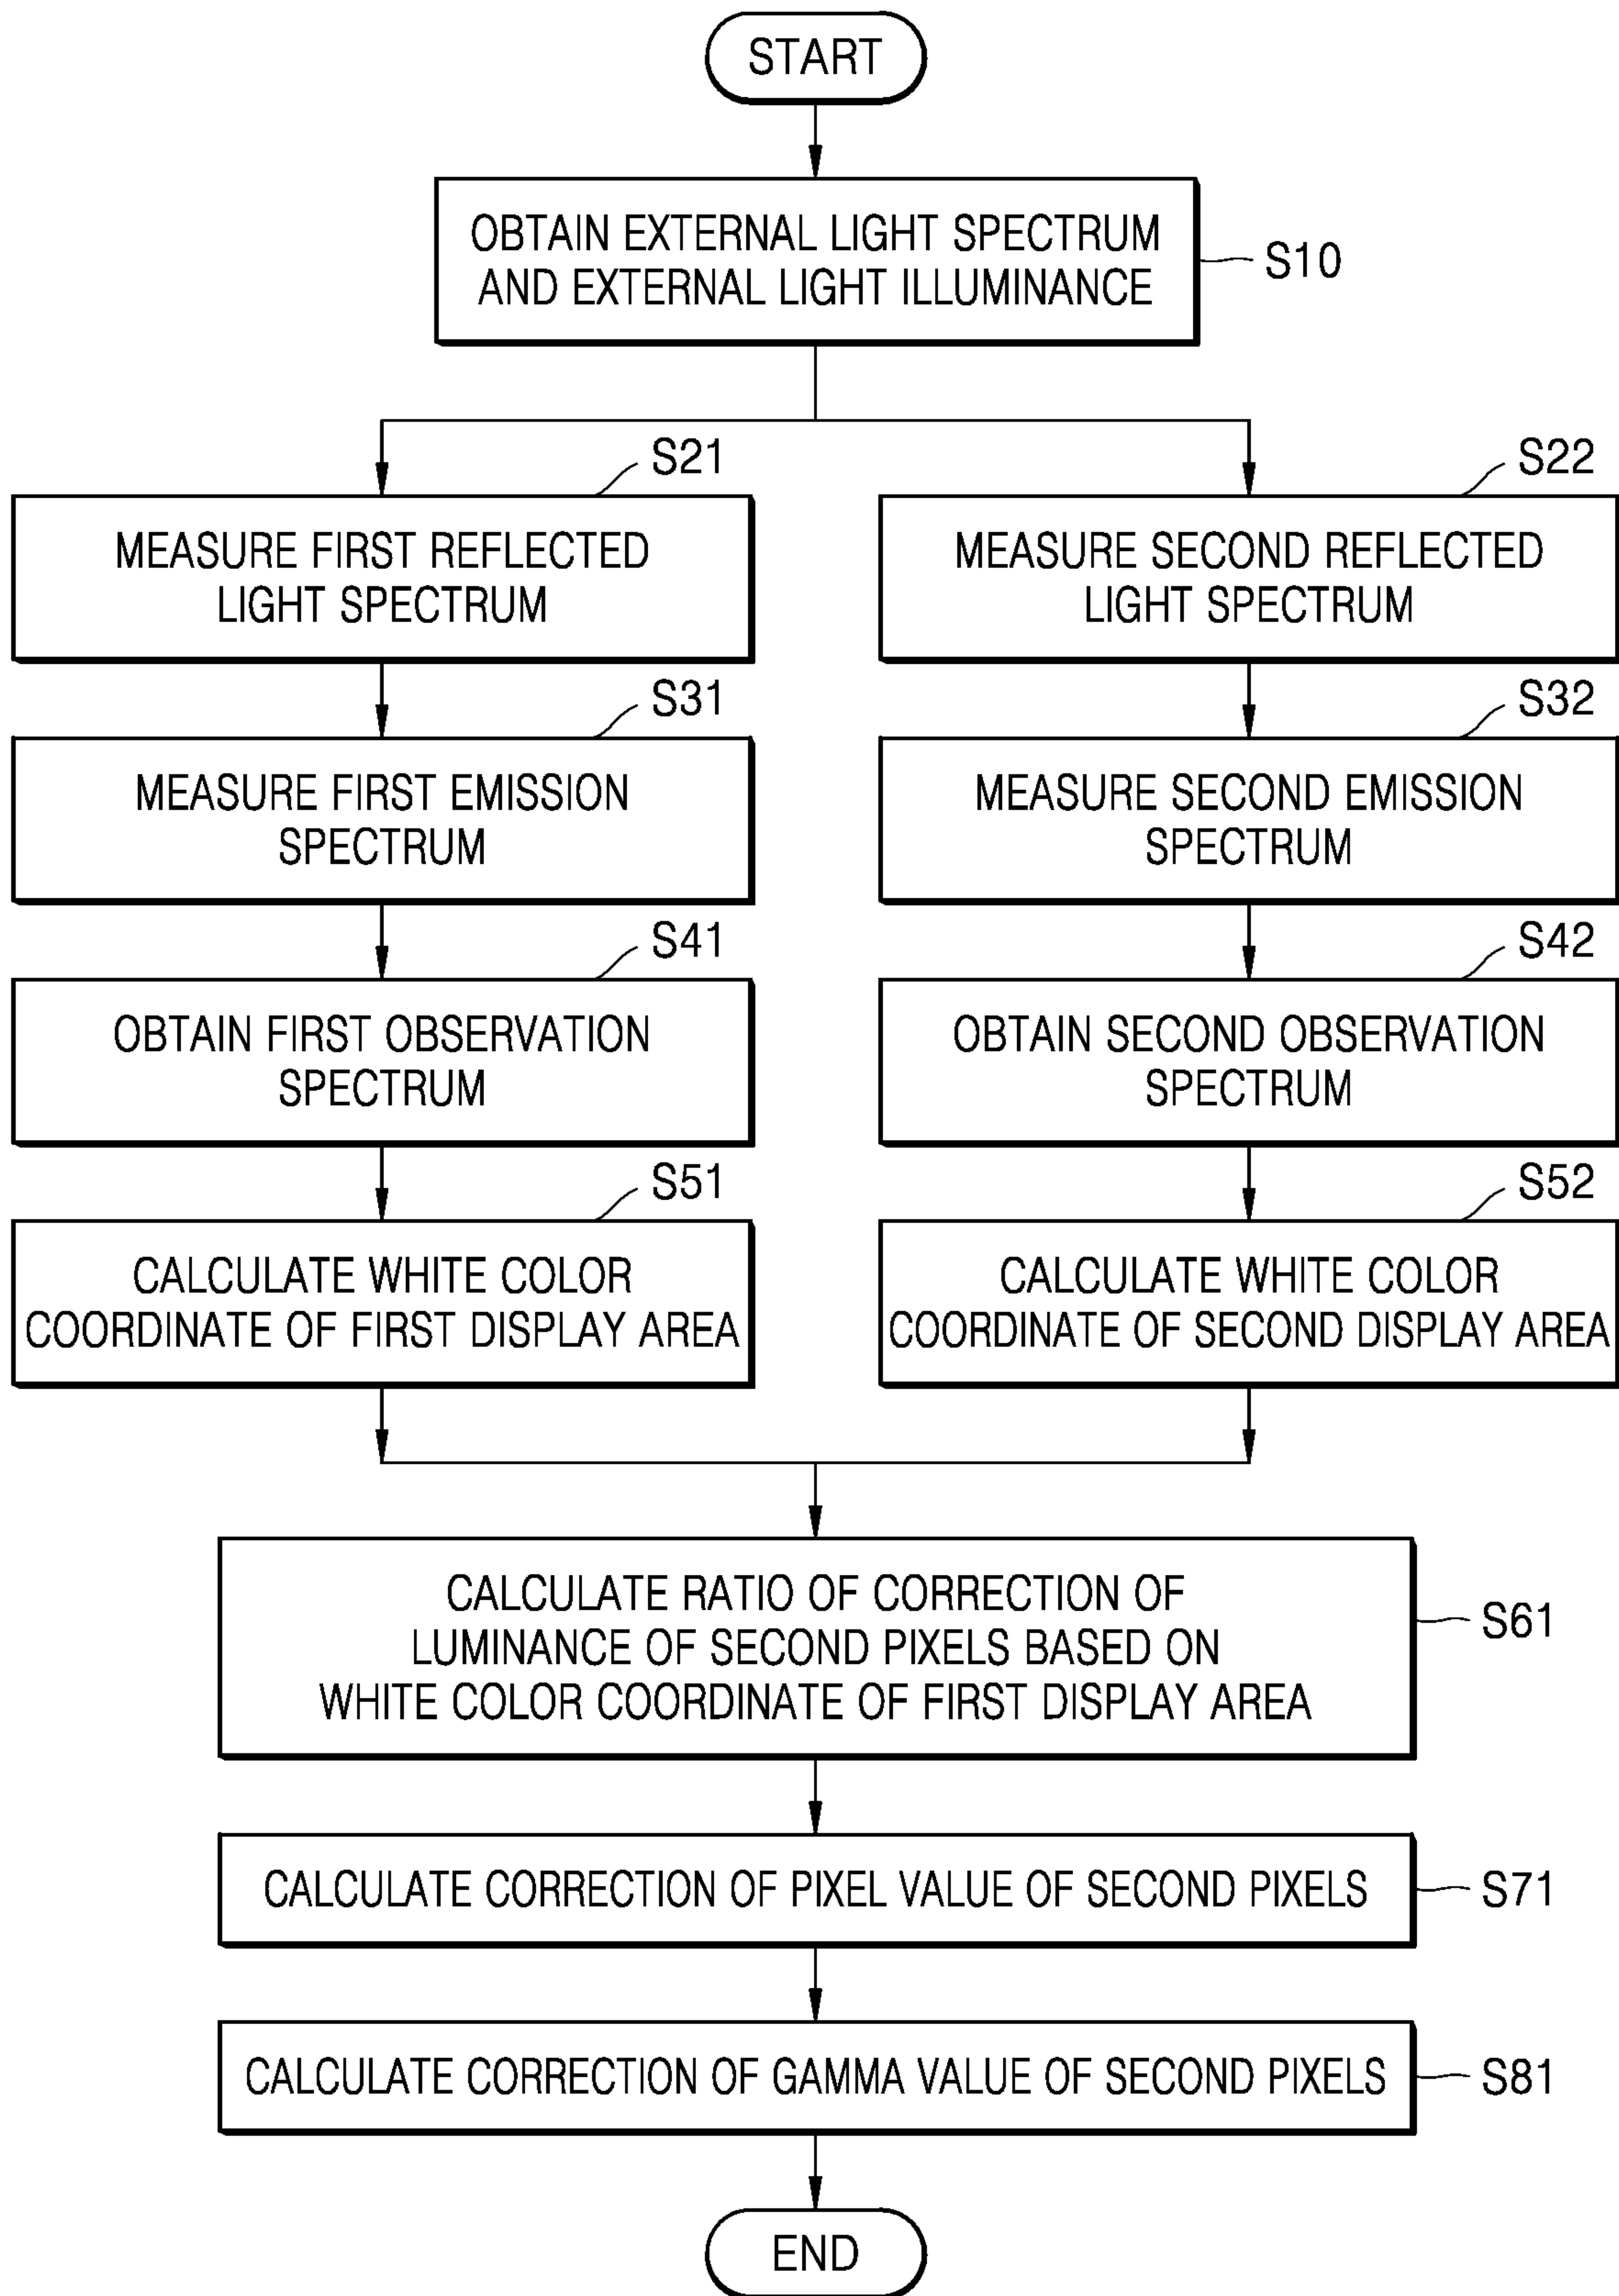 START
OBTAIN EXTERNAL LIGHT SPECTRUM
AND EXTERNAL LIGHT ILLUMINANCE
S10
S21
MEASURE FIRST REFLECTED
LIGHT SPECTRUM
S22
MEASURE SECOND REFLECTED
LIGHT SPECTRUM
S31
MEASURE FIRST EMISSION
SPECTRUM
S32
MEASURE SECOND EMISSION
SPECTRUM
S41
OBTAIN FIRST OBSERVATION
SPECTRUM
S42
OBTAIN SECOND OBSERVATION
SPECTRUM
S51
CALCULATE WHITE COLOR
COORDINATE OF FIRST DISPLAY AREA
S52
CALCULATE WHITE COLOR
COORDINATE OF SECOND DISPLAY AREA
CALCULATE RATIO OF CORRECTION OF
LUMINANCE OF SECOND PIXELS BASED ON
WHITE COLOR COORDINATE OF FIRST DISPLAY AREA
S61
CALCULATE CORRECTION OF PIXEL VALUE OF SECOND PIXELS
S71
CALCULATE CORRECTION OF GAMMA VALUE OF SECOND PIXELS
S81
END